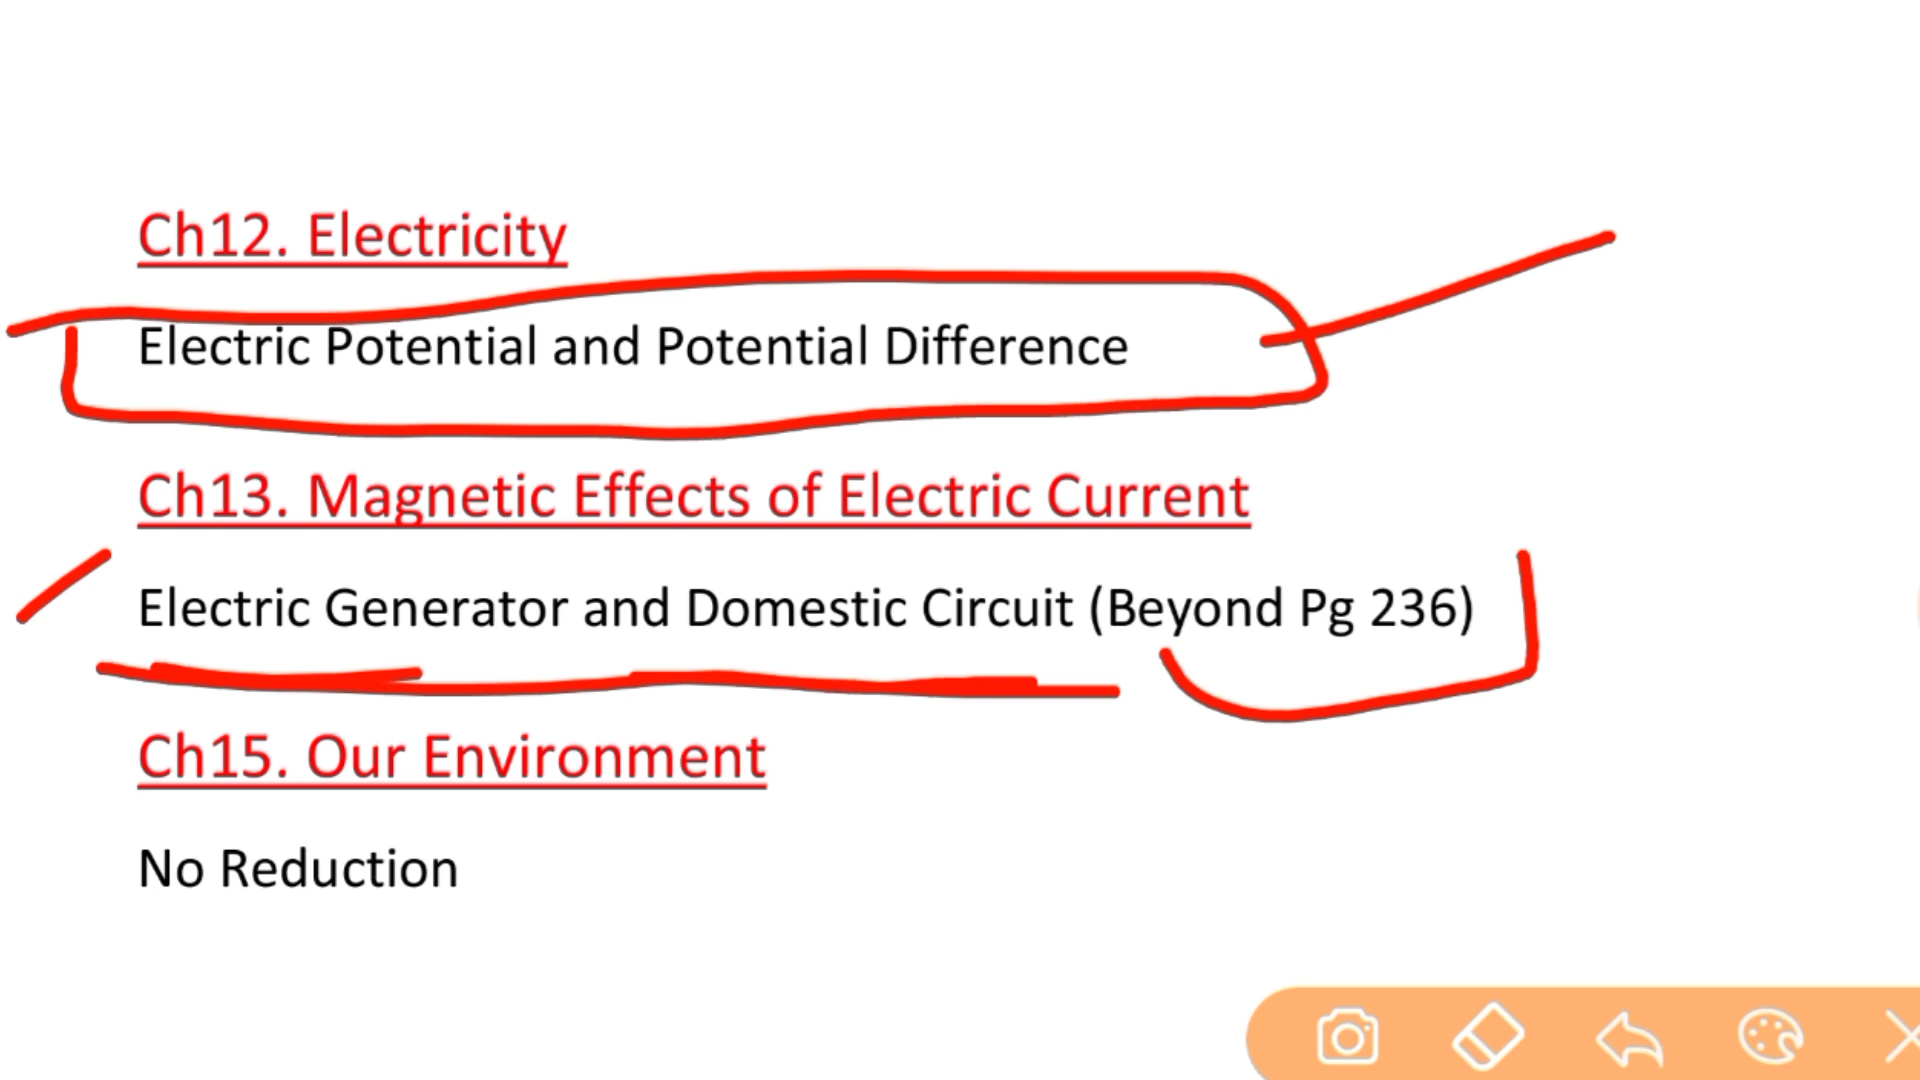 Ch12. Electricity
Electric Potential and Potential Difference
Ch13. Magnetic Effects of Electric Current
Electric Generator and Domestic Circuit (Beyond Pg 236)
Ch15. Our Environment
No Reduction